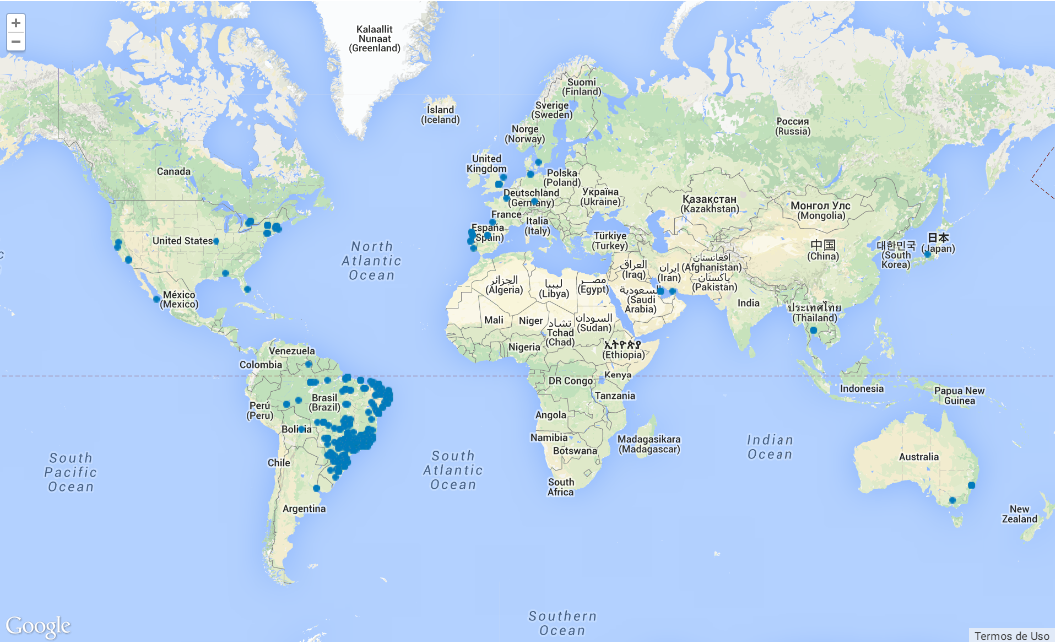 +
−
Kalaallit
Nunaat
(Greenland)
Ísland
(Iceland)
Suomi
(Finland)
Sverige
(Sweden)
Norge
(Norway)
Россия
(Russia)
Canada
United
Kingdom
Polska
(Poland)
Deutschland
(Germany)
Україна
(Ukraine)
Қазақстан
(Kazakhstan)
Монгол Улс
(Mongolia)
France
Italia
(Italy)
España
(Spain)
Türkiye
(Turkey)
中国
(China)
대한민국
(South
Korea)
日本
(Japan)
United States
North
Atlantic
Ocean
العراق
(Iraq)
ایران
(Iran)
افغانستان
(Afghanistan)
پاکستان
(Pakistan)
الجزائر
(Algeria)
ليبيا
(Libya)
مصر
(Egypt)
السعودية
(Saudi
Arabia)
México
(Mexico)
India
ประเทศไทย
(Thailand)
Mali
Niger
تشاد
Tchad
(Chad)
السودان
(Sudan)
Nigeria
ኢትዮጵያ
(Ethiopia)
Venezuela
Colombia
DR Congo
Kenya
Tanzania
Indonesia
Papua New
Guinea
Brasil
(Brazil)
Perú
(Peru)
Bolivia
Angola
Namibia
Botswana
Madagasikara
(Madagascar)
Indian
Ocean
Australia
Chile
South
Pacific
Ocean
South
Atlantic
Ocean
South
Africa
Argentina
New
Zealand
Southern
Ocean
Google
Termos de Uso